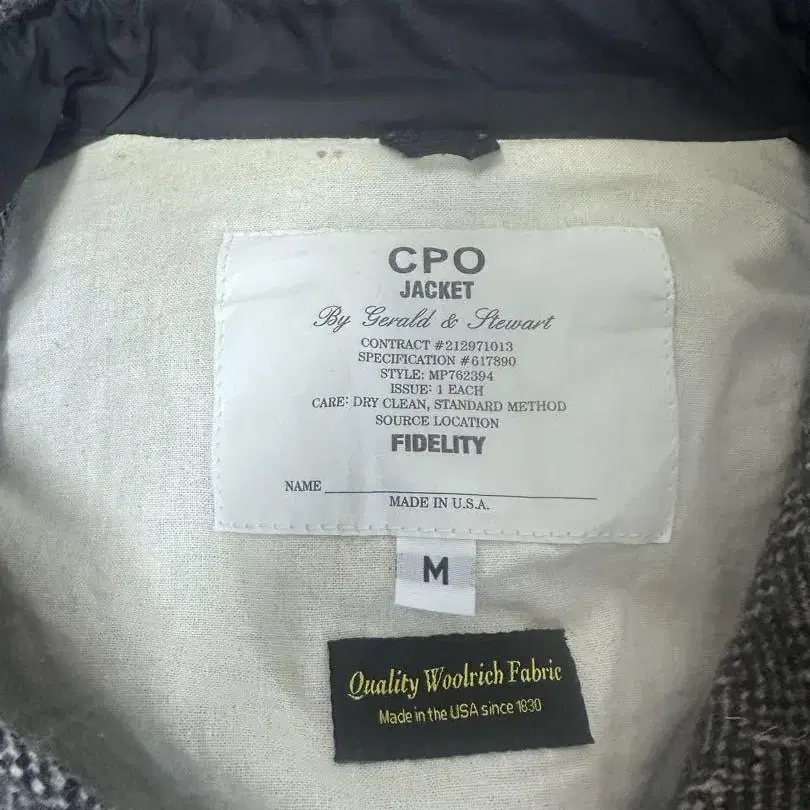 CPO
JACKET
By Gerald & Stewart
CONTRACT #212971013
SPECIFICATION #617890
STYLE: MP762394
ISSUE: 1 EACH
CARE: DRY CLEAN, STANDARD METHOD
SOURCE LOCATION
FIDELITY
NAME
MADE IN U.S.A.
M
Quality Woolrich Fabric
Made in the USA since 1830